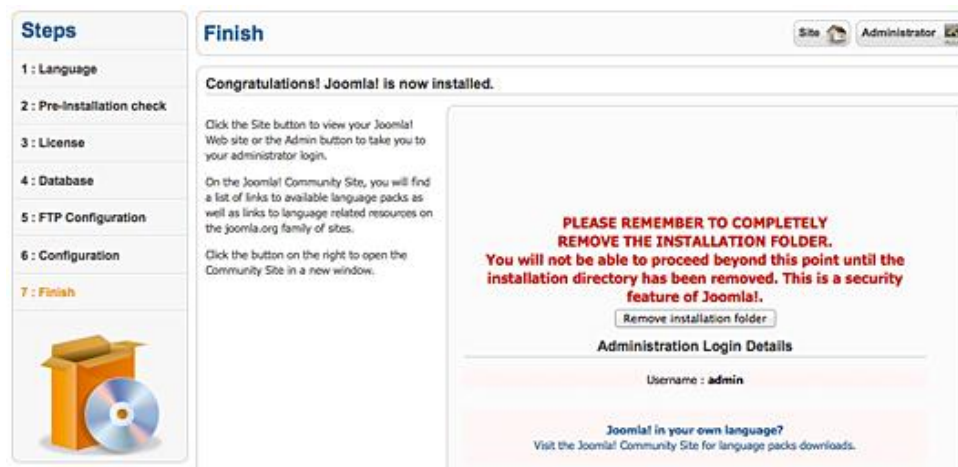 Steps
1 : Language
2 : Pre-Installation check
3 : License
4 : Database
5 : FTP Configuration
6 : Configuration
7 : Finish
Finish
Site
Administrator
Congratulations! Joomla! is now installed.
Click the Site button to view your Joomla!
Web site or the Admin button to take you to
your administrator login.
On the Joomla! Community Site, you will find
a list of links to available language packs as
well as links to language related resources on
the joomla.org family of sites.
Click the button on the right to open the
Community Site in a new window.
PLEASE REMEMBER TO COMPLETELY
REMOVE THE INSTALLATION FOLDER.
You will not be able to proceed beyond this point until the
installation directory has been removed. This is a security
feature of Joomla!.
Remove installation folder
Administration Login Details
Username : admin
Joomla! in your own language?
Visit the Joomla! Community Site for language packs downloads.